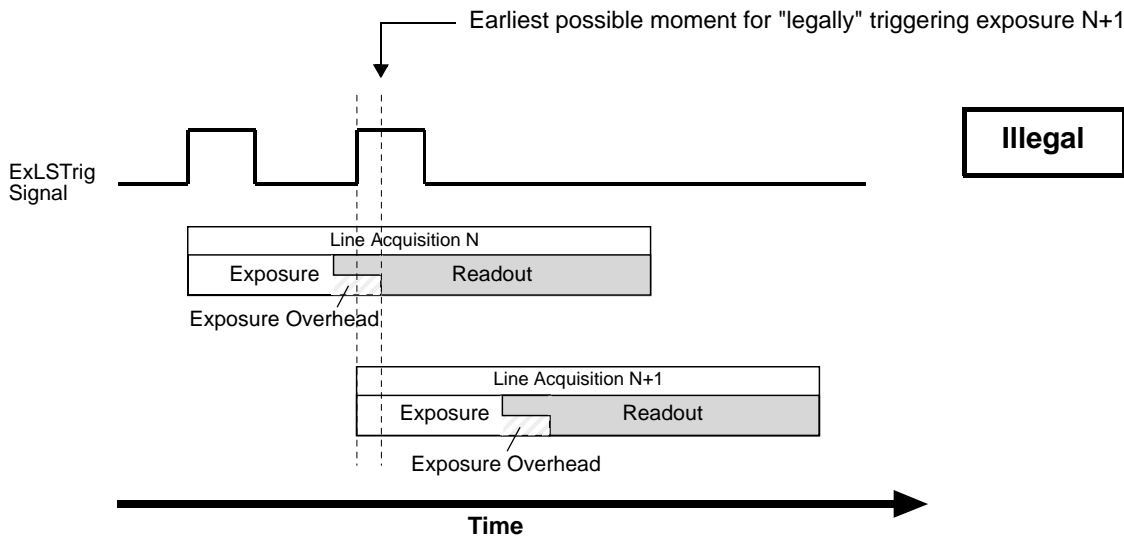 Earliest possible moment for "legally" triggering exposure N+1
Illegal
ExLSTrig
Signal
Line Acquisition N
Exposure
Readout
Exposure Overhead
Line Acquisition N+1
Exposure
Readout
Exposure Overhead
Time